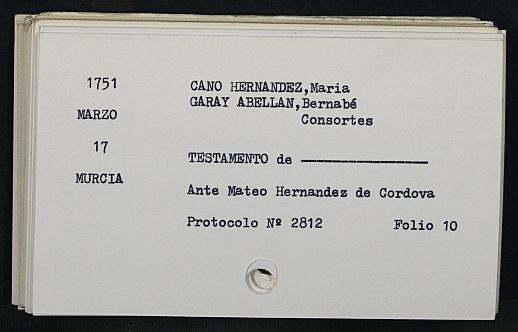 1751
MARZO
17
MURCIA
CANO HERNANDEZ,Maria
GARAY ABELLAN,Bernabé
Consortes
TESTAMENTO de -----------------
Ante Mateo Hernandez de Cordova
Protocolo Nº 2812 Folio 10